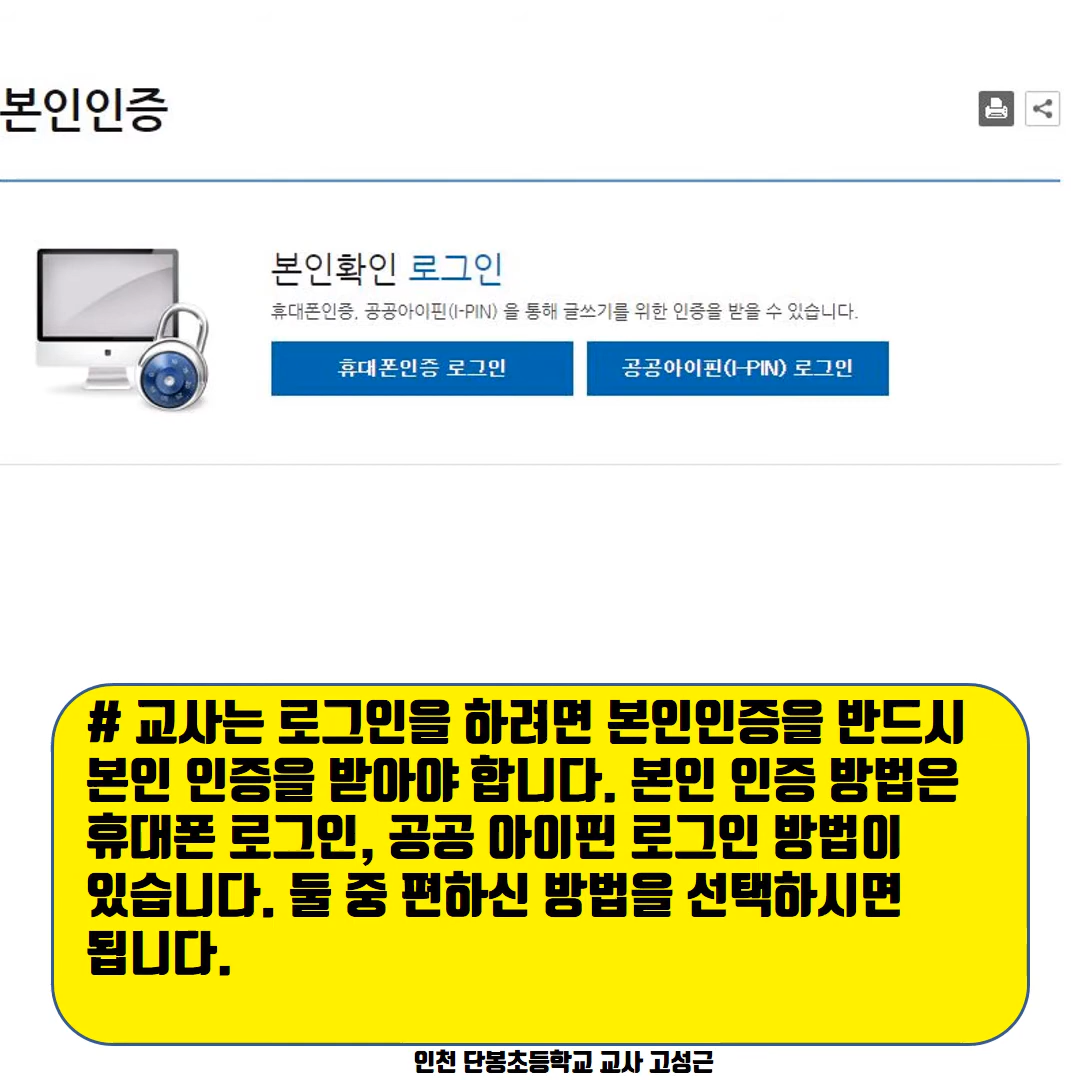 본인인증
본인확인 로그인
휴대폰인증, 공공아이핀(I-PIN) 을 통해 글쓰기를 위한 인증을 받을 수 있습니다.
휴대폰인증 로그인
공공아이핀(I-PIN) 로그인
# 교사는 로그인을 하려면 본인인증을 반드시
본인 인증을 받아야 합니다. 본인 인증 방법은
휴대폰 로그인, 공공 아이핀 로그인 방법이
있습니다. 둘 중 편하신 방법을 선택하시면
됩니다.
인천 단봉초등학교 교사 고성근